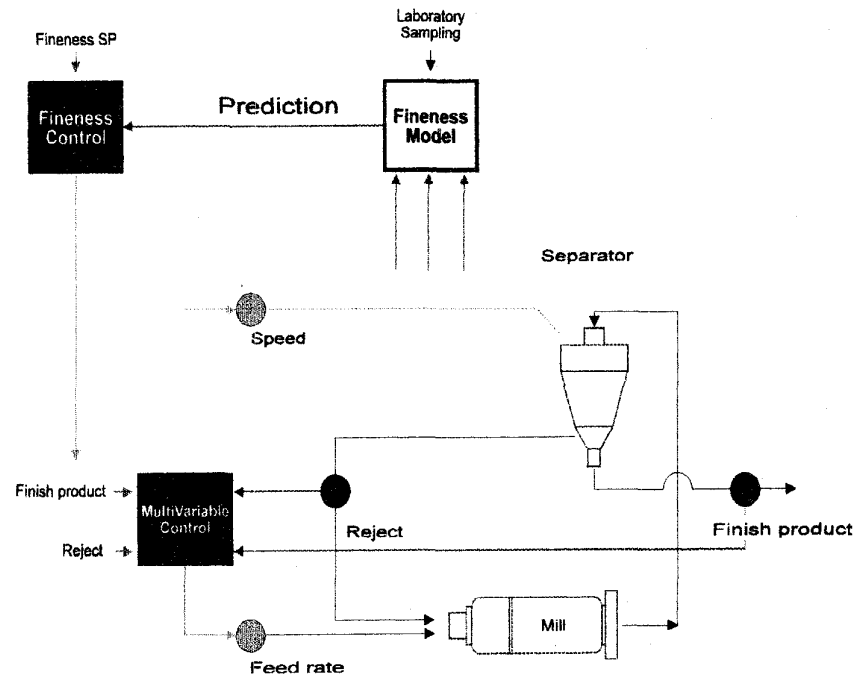 Laboratory
Sampling
Fineness SP
Prediction
Fineness
Control
Fineness
Model
Separator
Speed
Finish product
MultiVariable
Control
Reject
Reject
Finish product
Mill
Feed rate